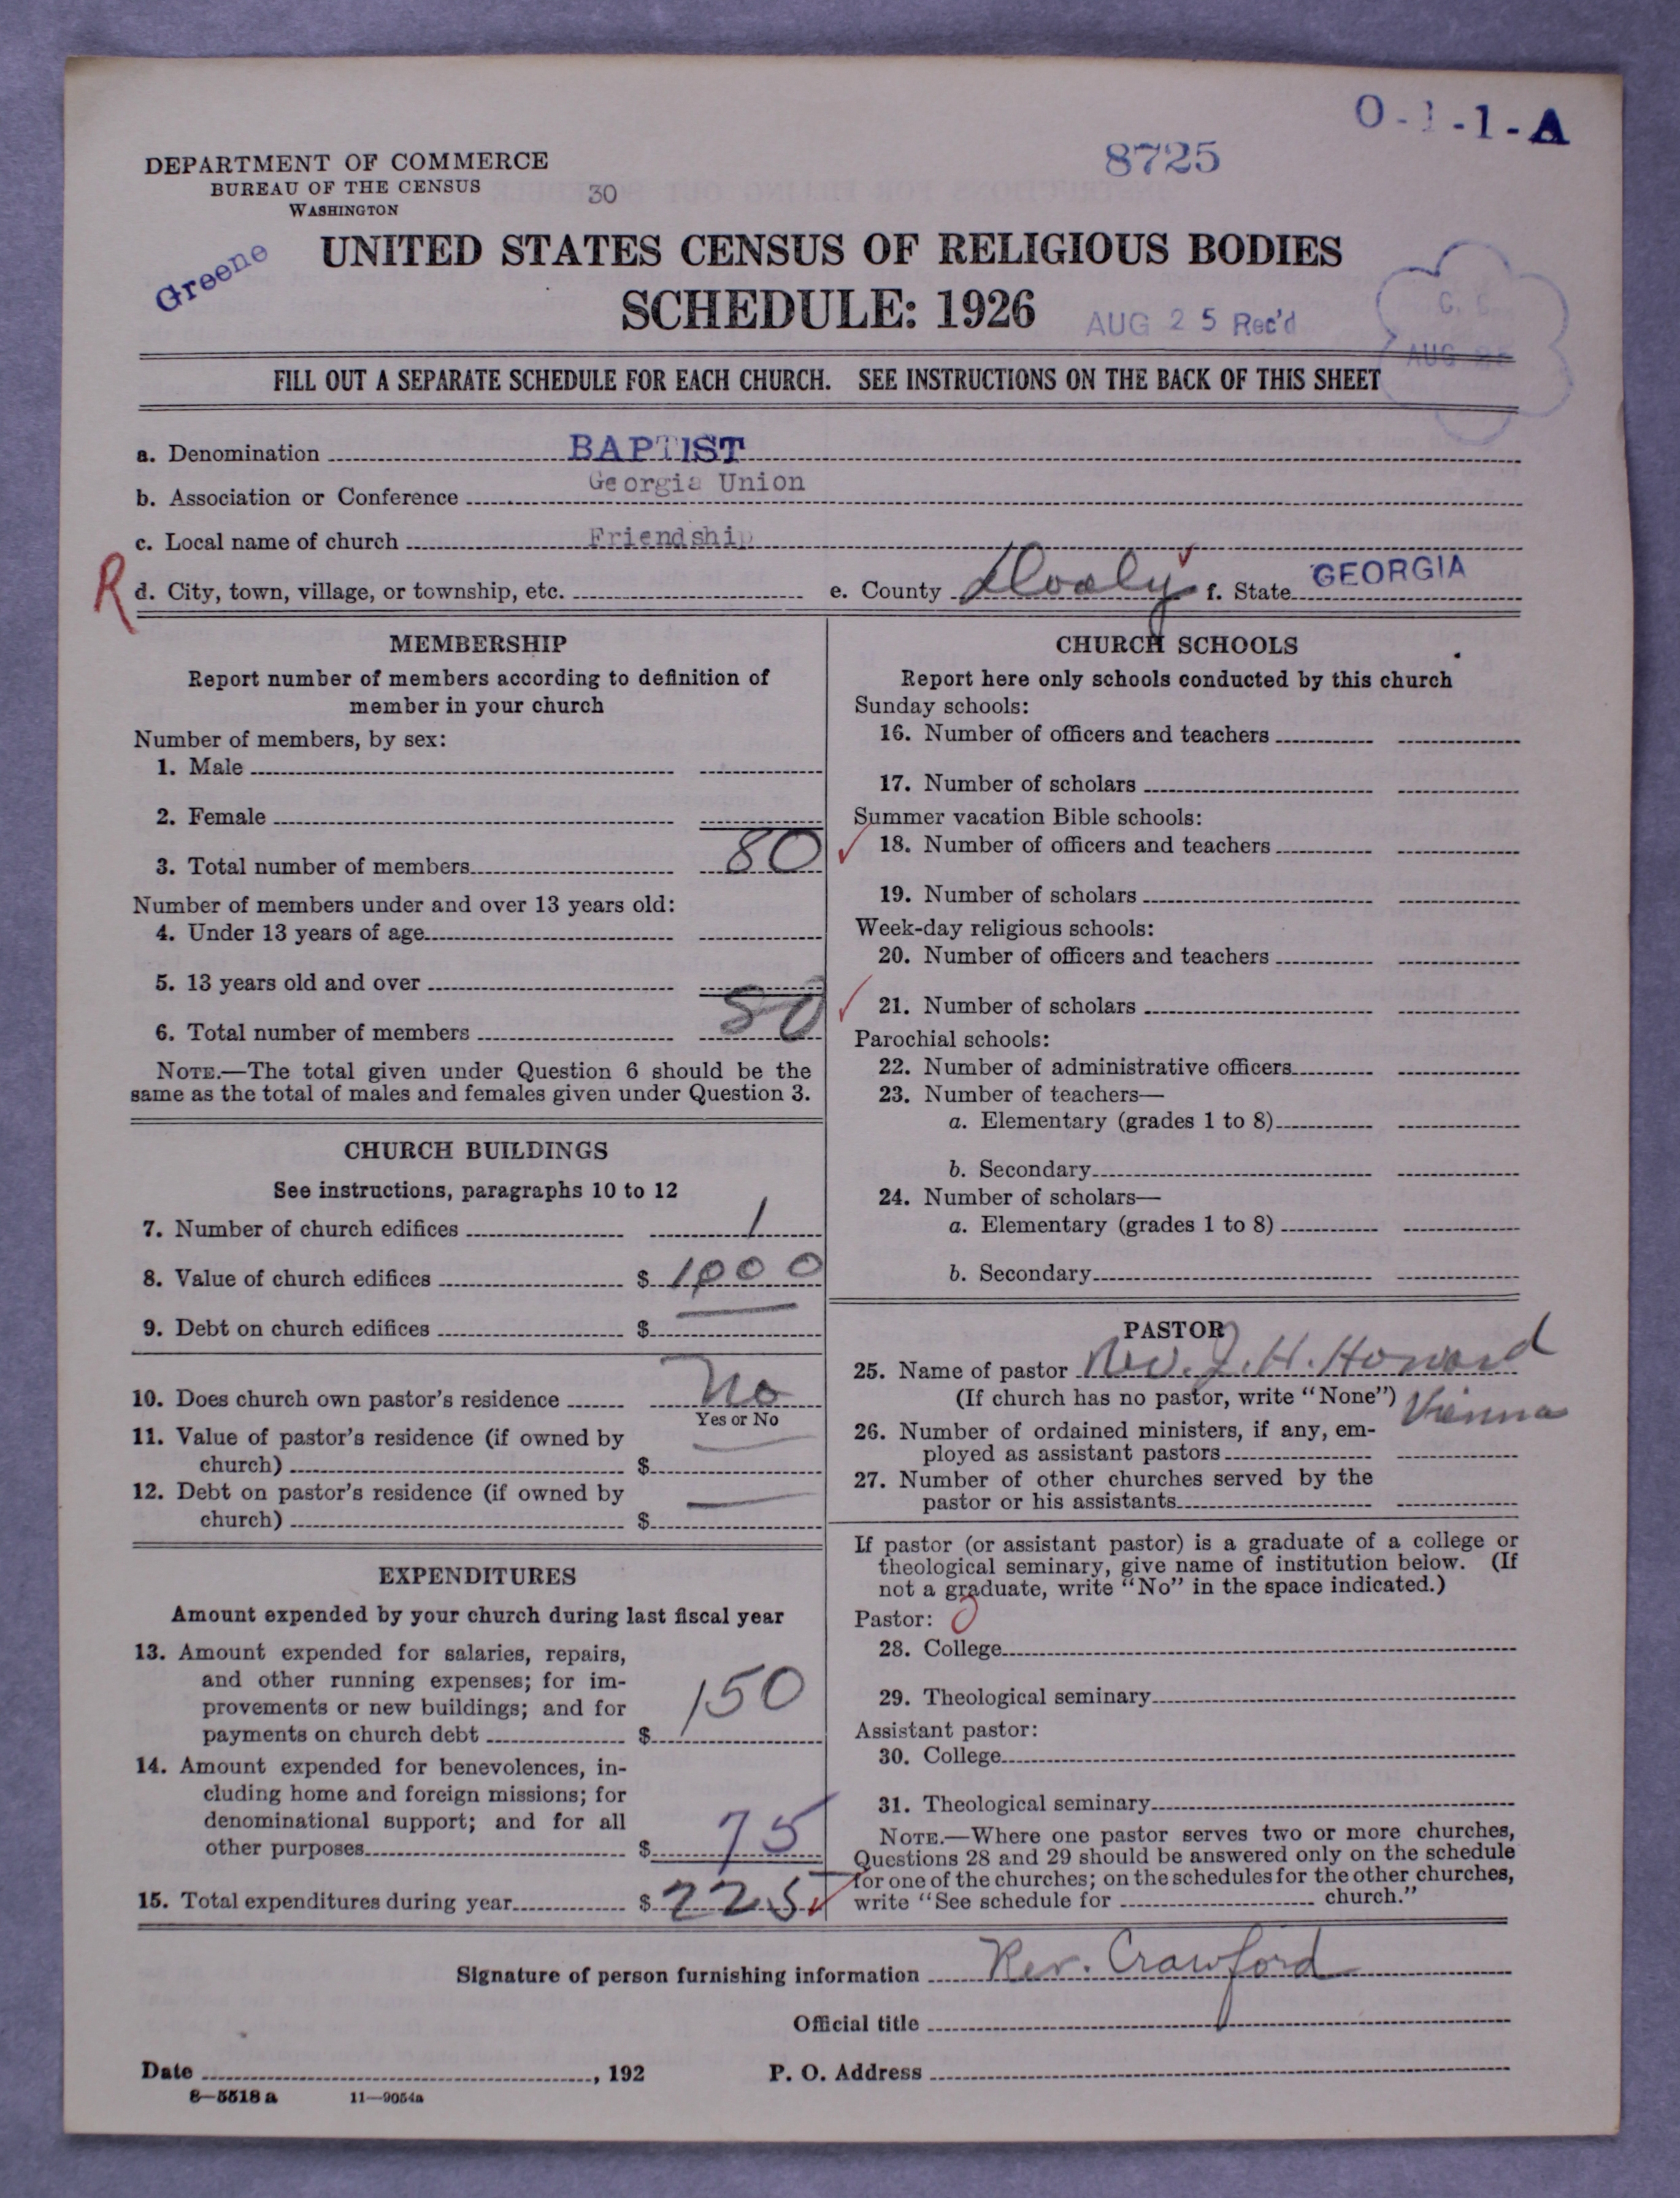 O-1-1-A
8725
DEPARTMENT OF COMMERCE
BUREAU OF THE CENSUS
WASHINGTON
30
Greene
UNITED STATES CENSUS OF RELIGIOUS BODIES
SCHEDULE: 1926
AUG 25 Rec'd
G. S.
AUG 25
FILL OUT A SEPARATE SCHEDULE FOR EACH CHURCH. SEE INSTRUCTIONS ON THE BACK OF THIS SHEET
a. Denomination BAPTIST
b. Association or Conference Georgia Union
c. Local name of church Friendship
R d. City, town, village, or township, etc. e. County Dooly f. State GEORGIA
MEMBERSHIP
Report number of members according to definition of
member in your church
Number of members, by sex:
1. Male
2. Female
3. Total number of members 80
Number of members under and over 13 years old:
4. Under 13 years of age
5. 13 years old and over
6. Total number of members 80
NOTE.—The total given under Question 6 should be the
same as the total of males and females given under Question 3.
CHURCH BUILDINGS
See instructions, paragraphs 10 to 12
7. Number of church edifices 1
8. Value of church edifices $ 1000
9. Debt on church edifices $
10. Does church own pastor's residence No
Yes or No
11. Value of pastor's residence (if owned by
church) $
12. Debt on pastor's residence (if owned by
church) $
EXPENDITURES
Amount expended by your church during last fiscal year
13. Amount expended for salaries, repairs,
and other running expenses; for im-
provements or new buildings; and for
payments on church debt $ 150
14. Amount expended for benevolences, in-
cluding home and foreign missions; for
denominational support; and for all
other purposes $ 75
15. Total expenditures during year $ 225
CHURCH SCHOOLS
Report here only schools conducted by this church
Sunday schools:
16. Number of officers and teachers
17. Number of scholars
Summer vacation Bible schools:
18. Number of officers and teachers
19. Number of scholars
Week-day religious schools:
20. Number of officers and teachers
21. Number of scholars
Parochial schools:
22. Number of administrative officers
23. Number of teachers—
a. Elementary (grades 1 to 8)
b. Secondary
24. Number of scholars—
a. Elementary (grades 1 to 8)
b. Secondary
PASTOR
25. Name of pastor Rev. J. H. Howard
(If church has no pastor, write "None") Vienna
26. Number of ordained ministers, if any, em-
ployed as assistant pastors
27. Number of other churches served by the
pastor or his assistants
If pastor (or assistant pastor) is a graduate of a college or
theological seminary, give name of institution below. (If
not a graduate, write "No" in the space indicated.)
Pastor: 0
28. College
29. Theological seminary
Assistant pastor:
30. College
31. Theological seminary
NOTE.—Where one pastor serves two or more churches,
Questions 28 and 29 should be answered only on the schedule
for one of the churches; on the schedules for the other churches,
write "See schedule for church."
Signature of person furnishing information Rev. Crawford
Official title
Date , 192 P. O. Address
8—5518 a 11—9054a